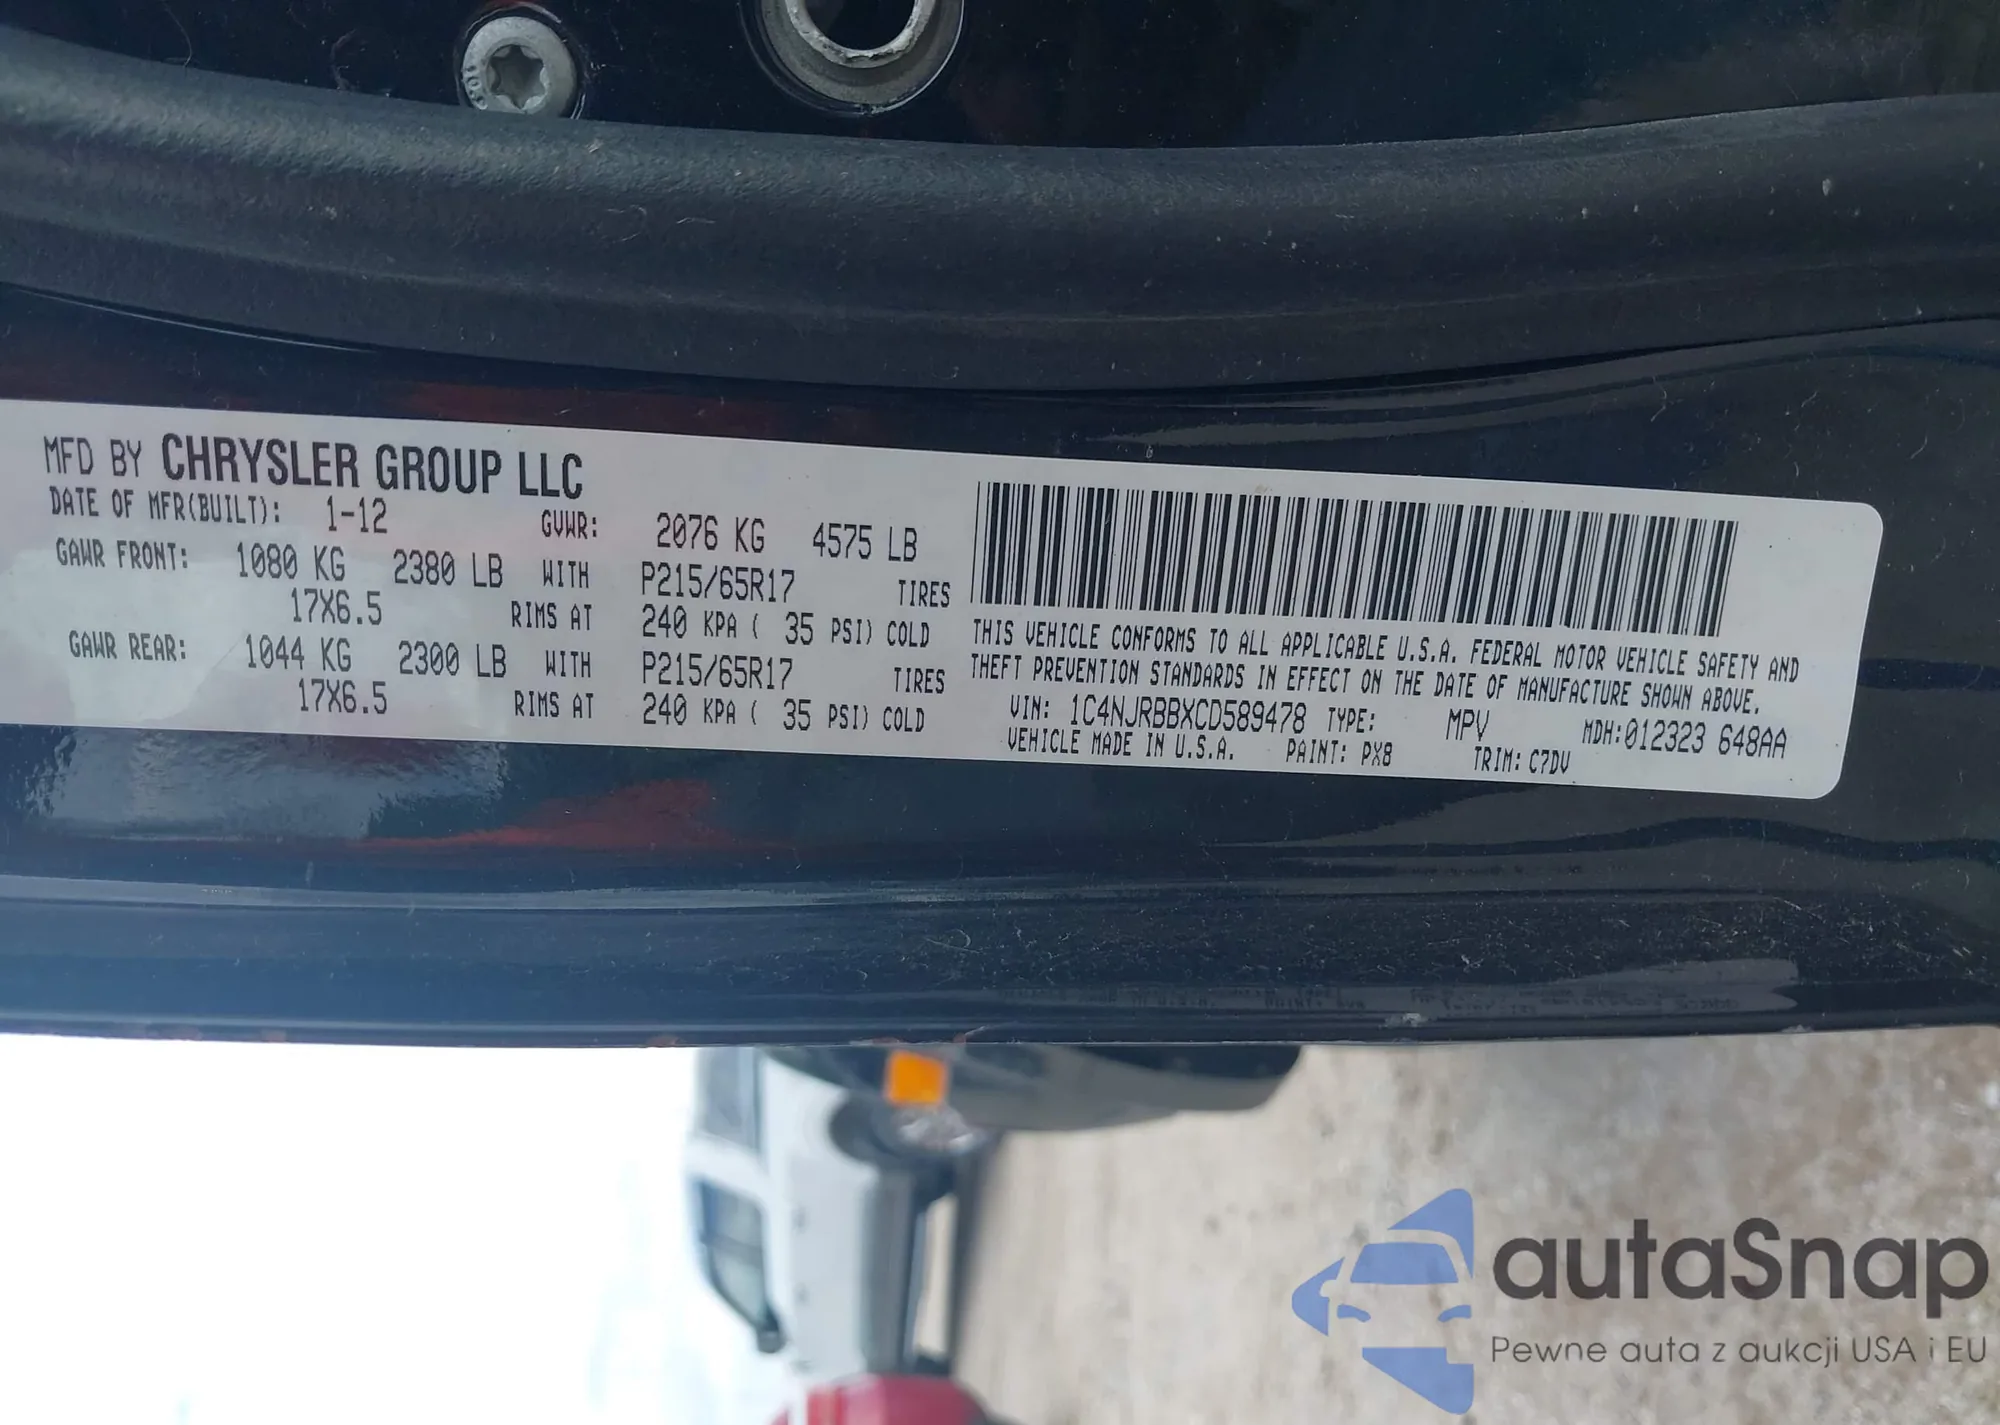 MFD BY CHRYSLER GROUP LLC
DATE OF MFR(BUILT): 1-12 GVWR: 2076 KG 4575 LB
GAWR FRONT: 1080 KG 2380 LB WITH P215/65R17 TIRES
17X6.5 RIMS AT 240 KPA ( 35 PSI) COLD
GAWR REAR: 1044 KG 2300 LB WITH P215/65R17 TIRES
17X6.5 RIMS AT 240 KPA ( 35 PSI) COLD
THIS VEHICLE CONFORMS TO ALL APPLICABLE U.S.A. FEDERAL MOTOR VEHICLE SAFETY AND
THEFT PREVENTION STANDARDS IN EFFECT ON THE DATE OF MANUFACTURE SHOWN ABOVE.
VIN: 1C4NJRBBXCD589478 TYPE: MPV MDH:012323 648AA
VEHICLE MADE IN U.S.A. PAINT: PX8 TRIM: C7DV
autaSnap
Pewne auta z aukcji USA i EU